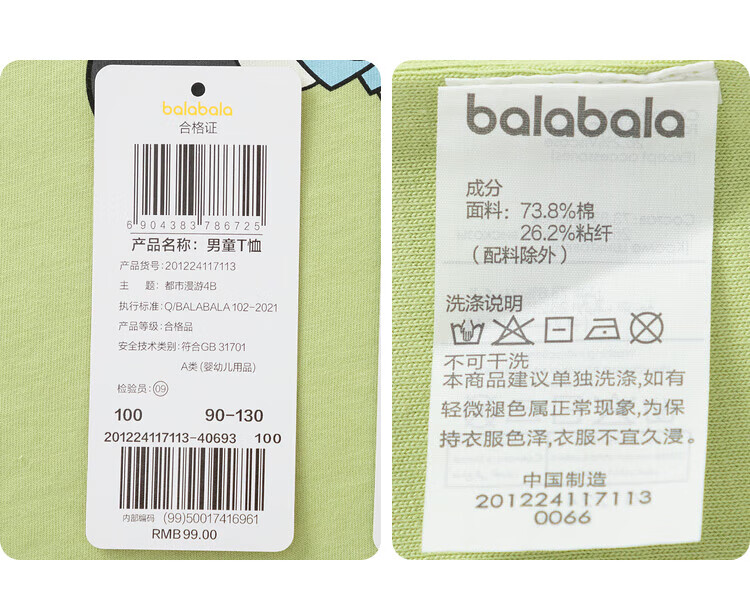 balabala
合格证
6 904383 786725
产品名称: 男童T恤
产品货号: 201224117113
主 题: 都市漫游4B
执行标准: Q/BALABALA 102-2021
产品等级: 合格品
安全技术类别: 符合GB 31701
A类 (婴幼儿用品)
检验员: 09
100 90-130
201224117113-40693 100
内部编码 (99)50017416961
RMB 99.00
balabala
成分
面料: 73.8%棉
26.2%粘纤
(配料除外)
洗涤说明
不可干洗
本商品建议单独洗涤,如有
轻微褪色属正常现象,为保
持衣服色泽,衣服不宜久浸。
中国制造
201224117113
0066